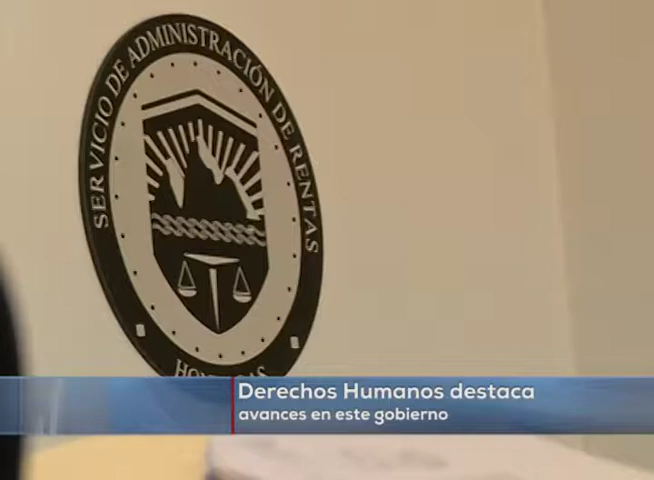 SERVICIO DE ADMINISTRACIÓN DE RENTAS
Derechos Humanos destaca
avances en este gobierno